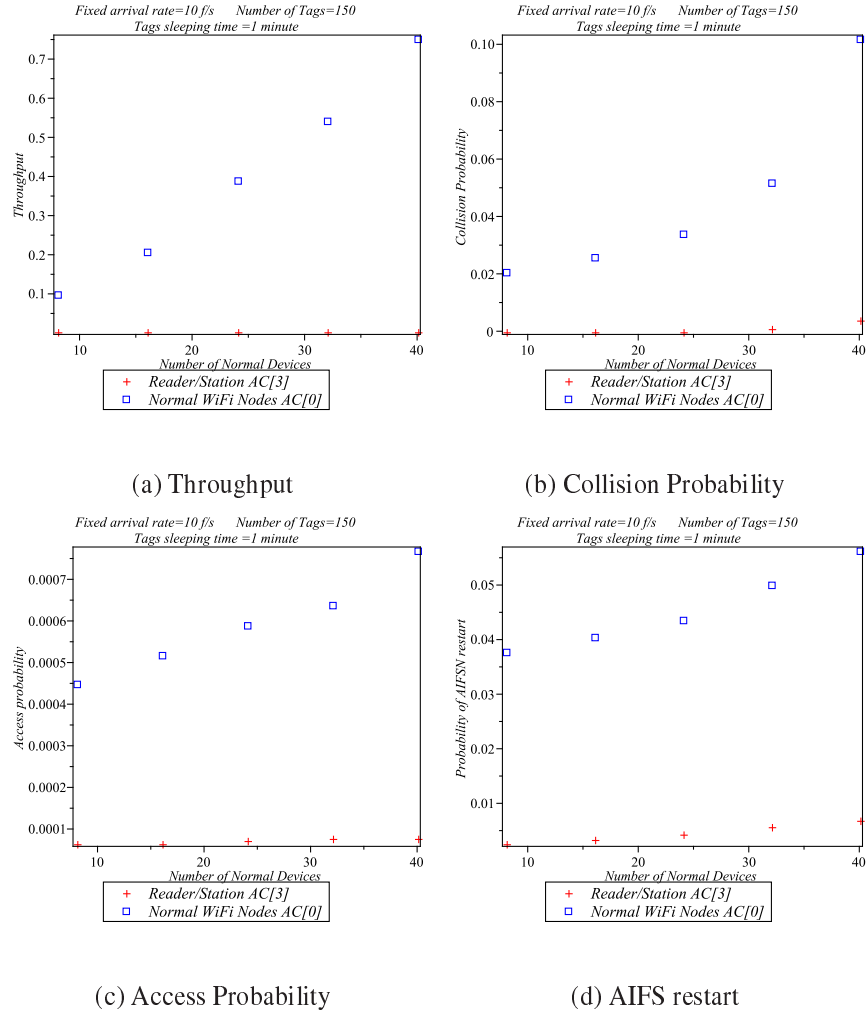 Fixed arrival rate=10 f/s Number of Tags=150
Tags sleeping time =1 minute
0.7
0.6
0.5
0.4
0.3
0.2
0.1
Throughput
10 20 30 40
Number of Normal Devices
Reader/Station AC[3]
Normal WiFi Nodes AC[0]
(a) Throughput
Fixed arrival rate=10 f/s Number of Tags=150
Tags sleeping time =1 minute
0.10
0.08
0.06
0.04
0.02
0
Collision Probability
10 20 30 40
Number of Normal Devices
Reader/Station AC[3]
Normal WiFi Nodes AC[0]
(b) Collision Probability
Fixed arrival rate=10 f/s Number of Tags=150
Tags sleeping time =1 minute
0.0007
0.0006
0.0005
0.0004
0.0003
0.0002
0.0001
Access probability
10 20 30 40
Number of Normal Devices
Reader/Station AC[3]
Normal WiFi Nodes AC[0]
(c) Access Probability
Fixed arrival rate=10 f/s Number of Tags=150
Tags sleeping time =1 minute
0.05
0.04
0.03
0.02
0.01
Probability of AIFSN restart
10 20 30 40
Number of Normal Devices
Reader/Station AC[3]
Normal WiFi Nodes AC[0]
(d) AIFS restart